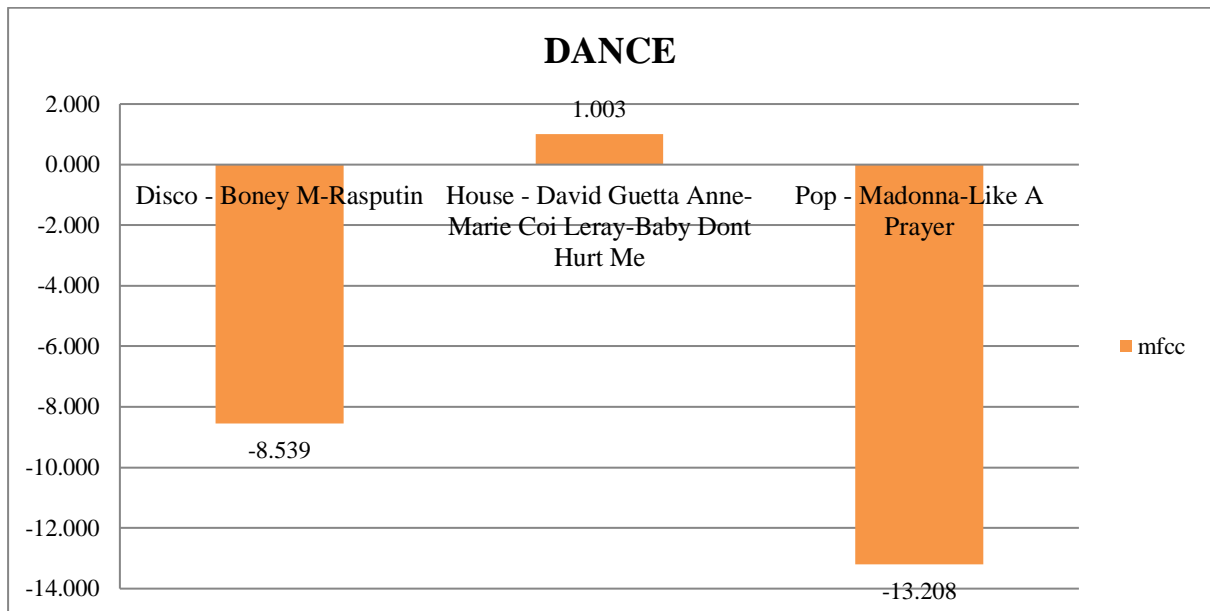 DANCE
2.000
0.000
-2.000
-4.000
-6.000
-8.000
-10.000
-12.000
-14.000
-8.539
1.003
-13.208
Disco - Boney M-Rasputin
House - David Guetta Anne-
Marie Coi Leray-Baby Dont
Hurt Me
Pop - Madonna-Like A
Prayer
mfcc